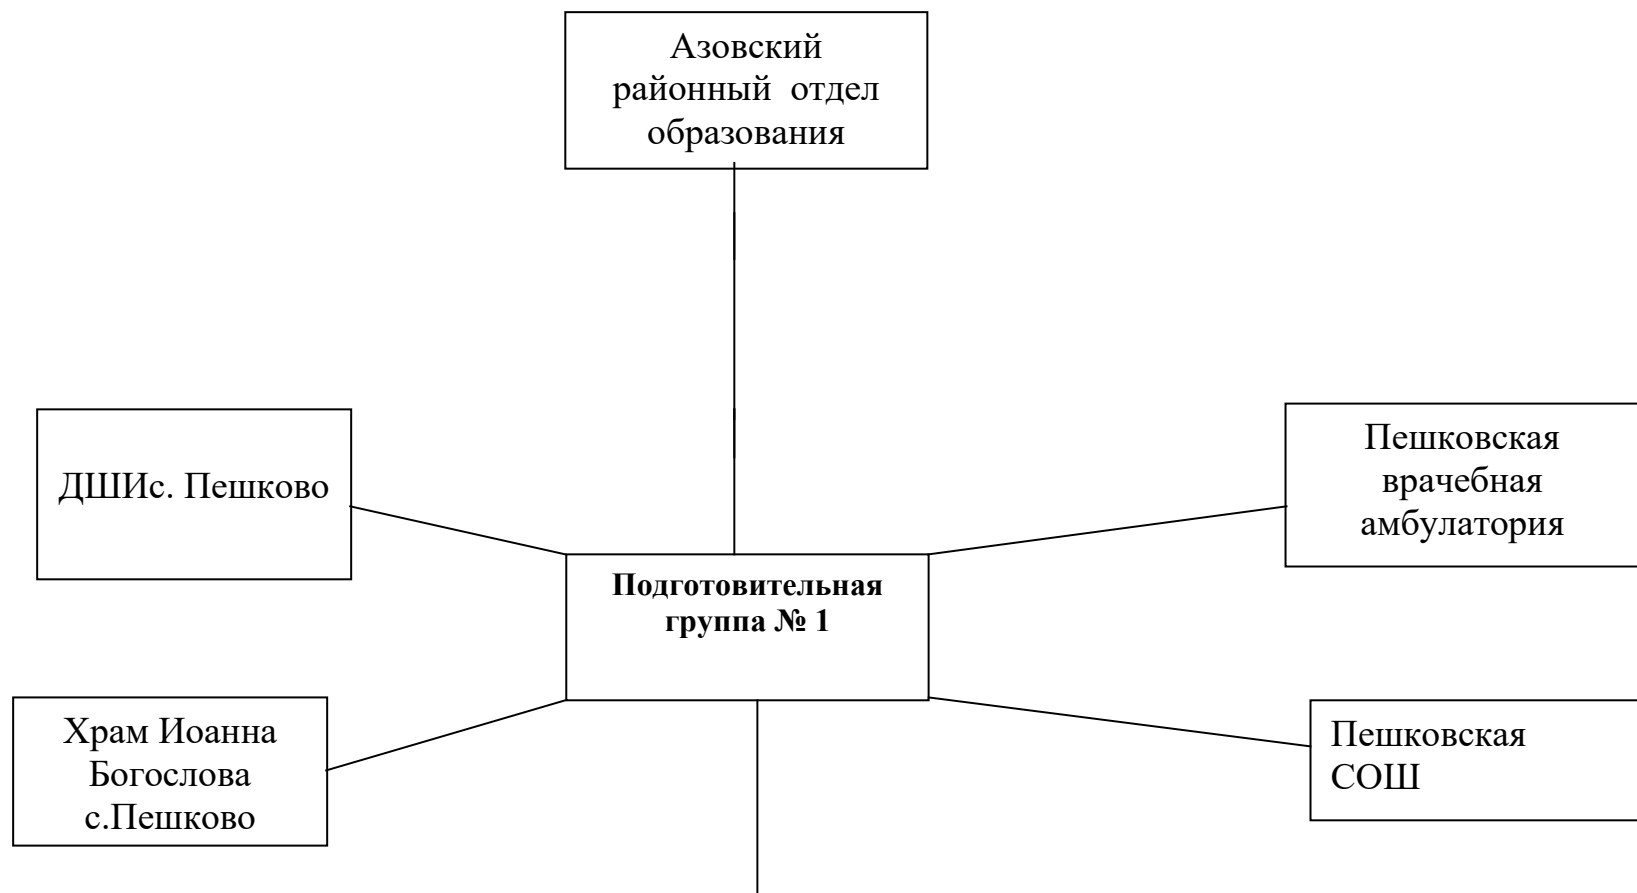 Азовский
районный отдел
образования
ДШИс. Пешково
Пешковская
врачебная
амбулатория
Подготовительная
группа № 1
Храм Иоанна
Богослова
с.Пешково
Пешковская
СОШ